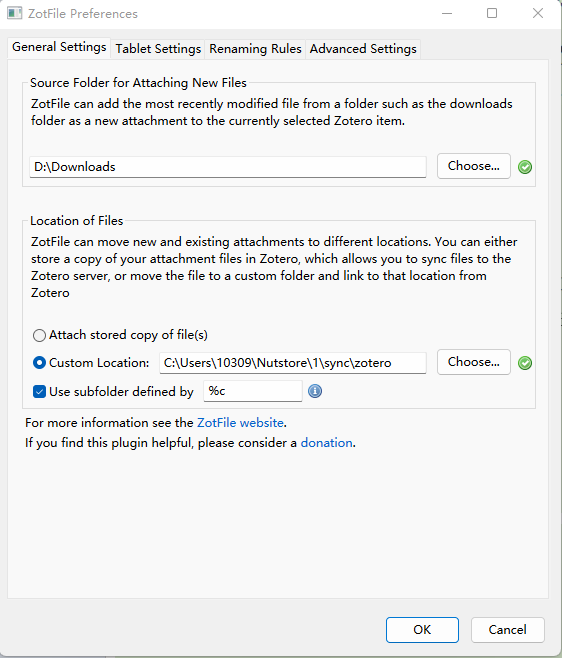 ZotFile Preferences
General Settings Tablet Settings Renaming Rules Advanced Settings
Source Folder for Attaching New Files
ZotFile can add the most recently modified file from a folder such as the downloads
folder as a new attachment to the currently selected Zotero item.
D:\Downloads Choose...
Location of Files
ZotFile can move new and existing attachments to different locations. You can either
store a copy of your attachment files in Zotero, which allows you to sync files to the
Zotero server, or move the file to a custom folder and link to that location from
Zotero
Attach stored copy of file(s)
Custom Location: C:\Users\10309\Nutstore\1\sync\zotero Choose...
Use subfolder defined by %c
For more information see the ZotFile website.
If you find this plugin helpful, please consider a donation.
OK Cancel